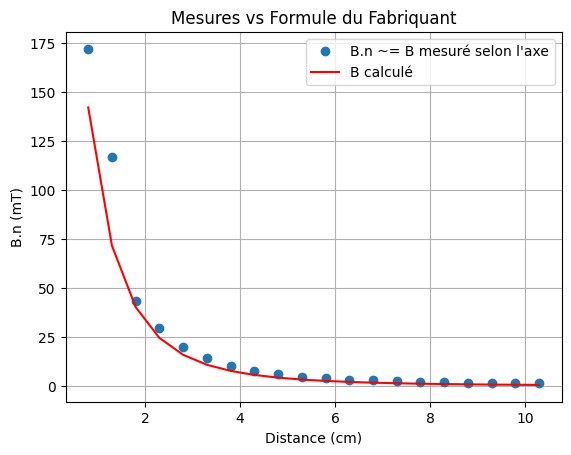 Mesures vs Formule du Fabriquant
B.n ~= B mesuré selon l'axe
B calculé
B.n (mT)
175
150
125
100
75
50
25
0
2
4
6
8
10
Distance (cm)